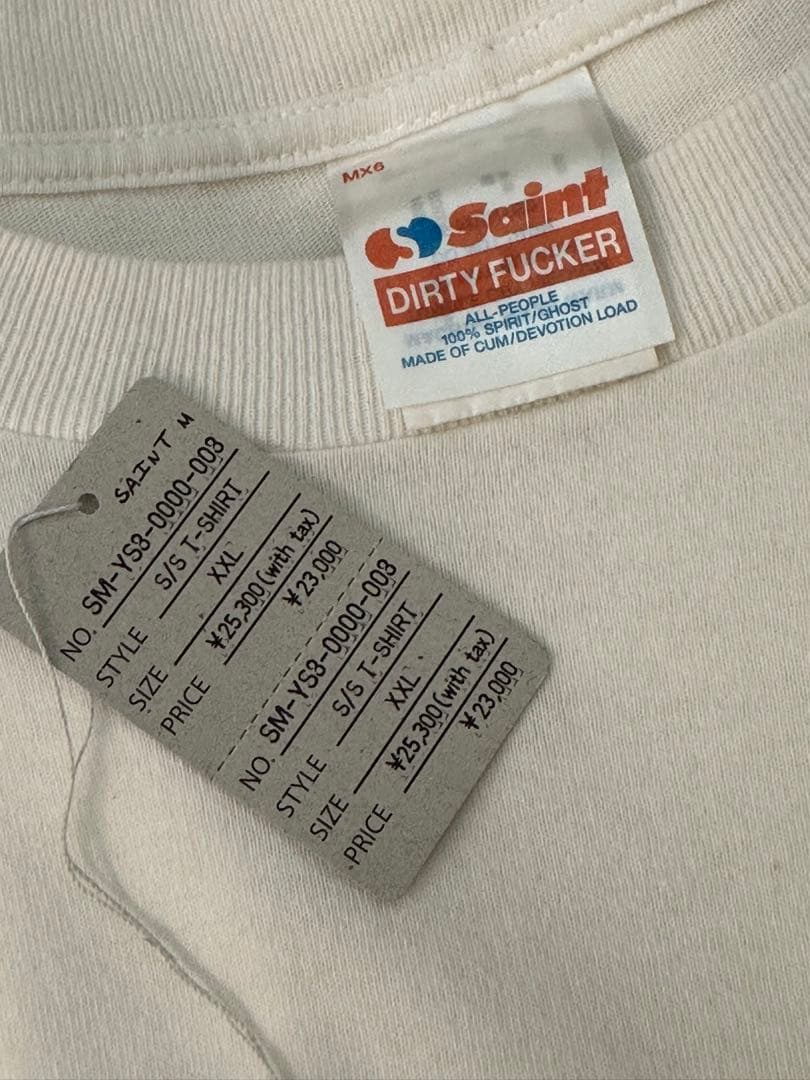 MX6
Saint
DIRTY FUCKER
ALL-PEOPLE
100% SPIRIT/GHOST
MADE OF CUM/DEVOTION LOAD
SAINT M
NO. SM-YS8-0000-008
STYLE S/S T-SHIRT
SIZE XXL
PRICE ¥25,300(with tax)
¥23,000
NO. SM-YS8-0000-008
STYLE S/S T-SHIRT
SIZE XXL
PRICE ¥25,300(with tax)
¥23,000